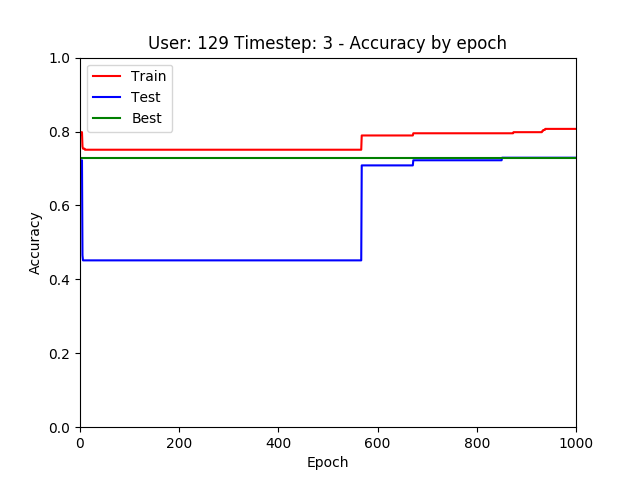 User: 129 Timestep: 3 - Accuracy by epoch
1.0
0.8
0.6
0.4
0.2
0.0
Accuracy
Train
Test
Best
0 200 400 600 800 1000
Epoch